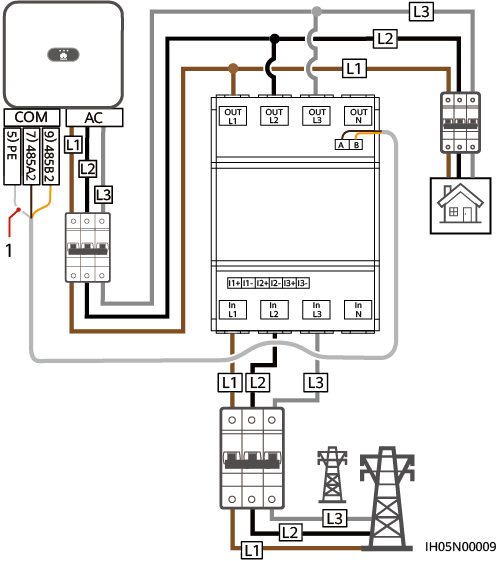 L3
L2
L1
COM
AC
5) PE
7) 485A2
9) 485B2
L1
L2
L3
1
OUT
L1
OUT
L2
OUT
L3
OUT
N
A B
I1+ I1- I2+ I2- I3+ I3-
In
L1
In
L2
In
L3
In
N
L1
L2
L3
L3
L2
L1
IH05N00009